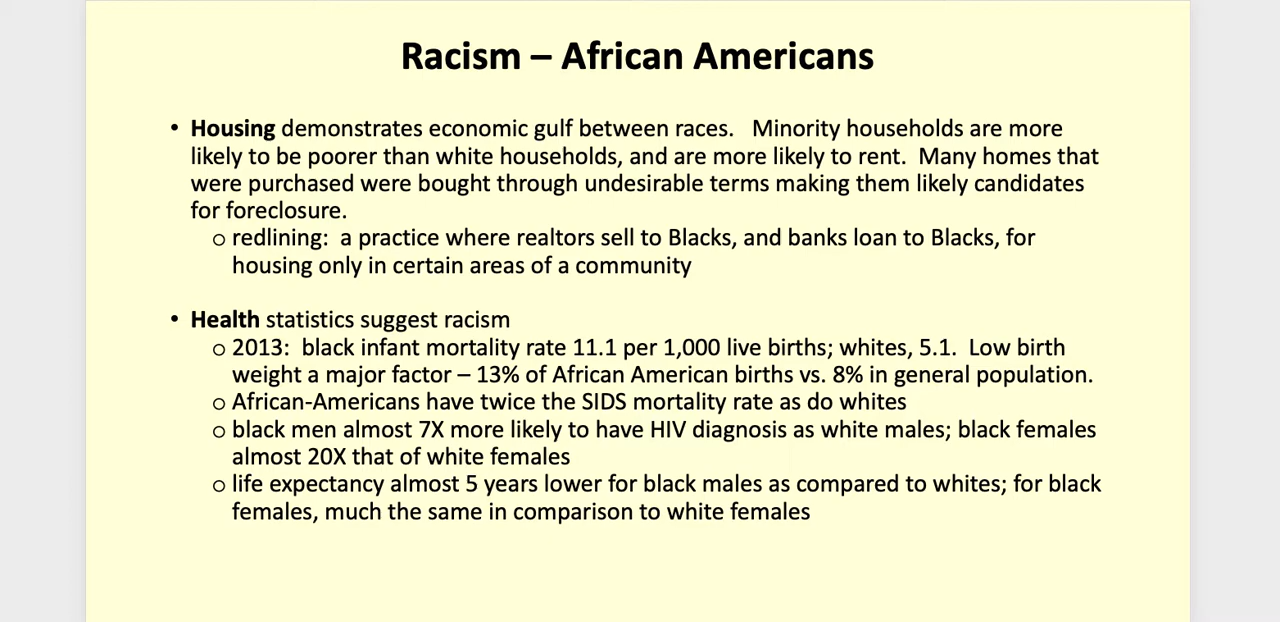 Racism – African Americans
• Housing demonstrates economic gulf between races.   Minority households are more
likely to be poorer than white households, and are more likely to rent.  Many homes that
were purchased were bought through undesirable terms making them likely candidates
for foreclosure.
o redlining:  a practice where realtors sell to Blacks, and banks loan to Blacks, for
housing only in certain areas of a community
• Health statistics suggest racism
o 2013:  black infant mortality rate 11.1 per 1,000 live births; whites, 5.1.  Low birth
weight a major factor – 13% of African American births vs. 8% in general population.
o African-Americans have twice the SIDS mortality rate as do whites
o black men almost 7X more likely to have HIV diagnosis as white males; black females
almost 20X that of white females
o life expectancy almost 5 years lower for black males as compared to whites; for black
females, much the same in comparison to white females